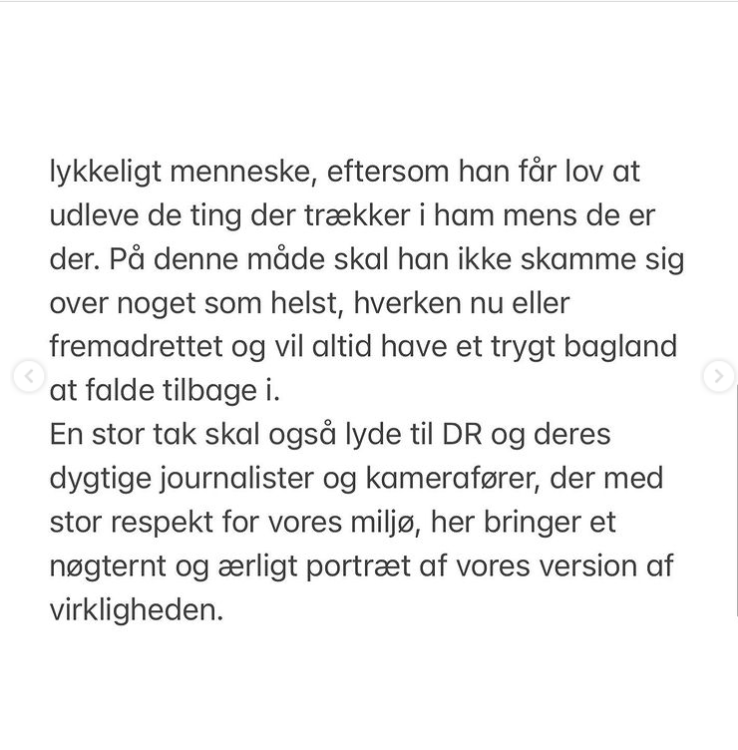 lykkeligt menneske, eftersom han får lov at
udleve de ting der trækker i ham mens de er
der. På denne måde skal han ikke skamme sig
over noget som helst, hverken nu eller
fremadrettet og vil altid have et trygt bagland
at falde tilbage i.
En stor tak skal også lyde til DR og deres
dygtige journalister og kamerafører, der med
stor respekt for vores miljø, her bringer et
nøgternt og ærligt portræt af vores version af
virkligheden.